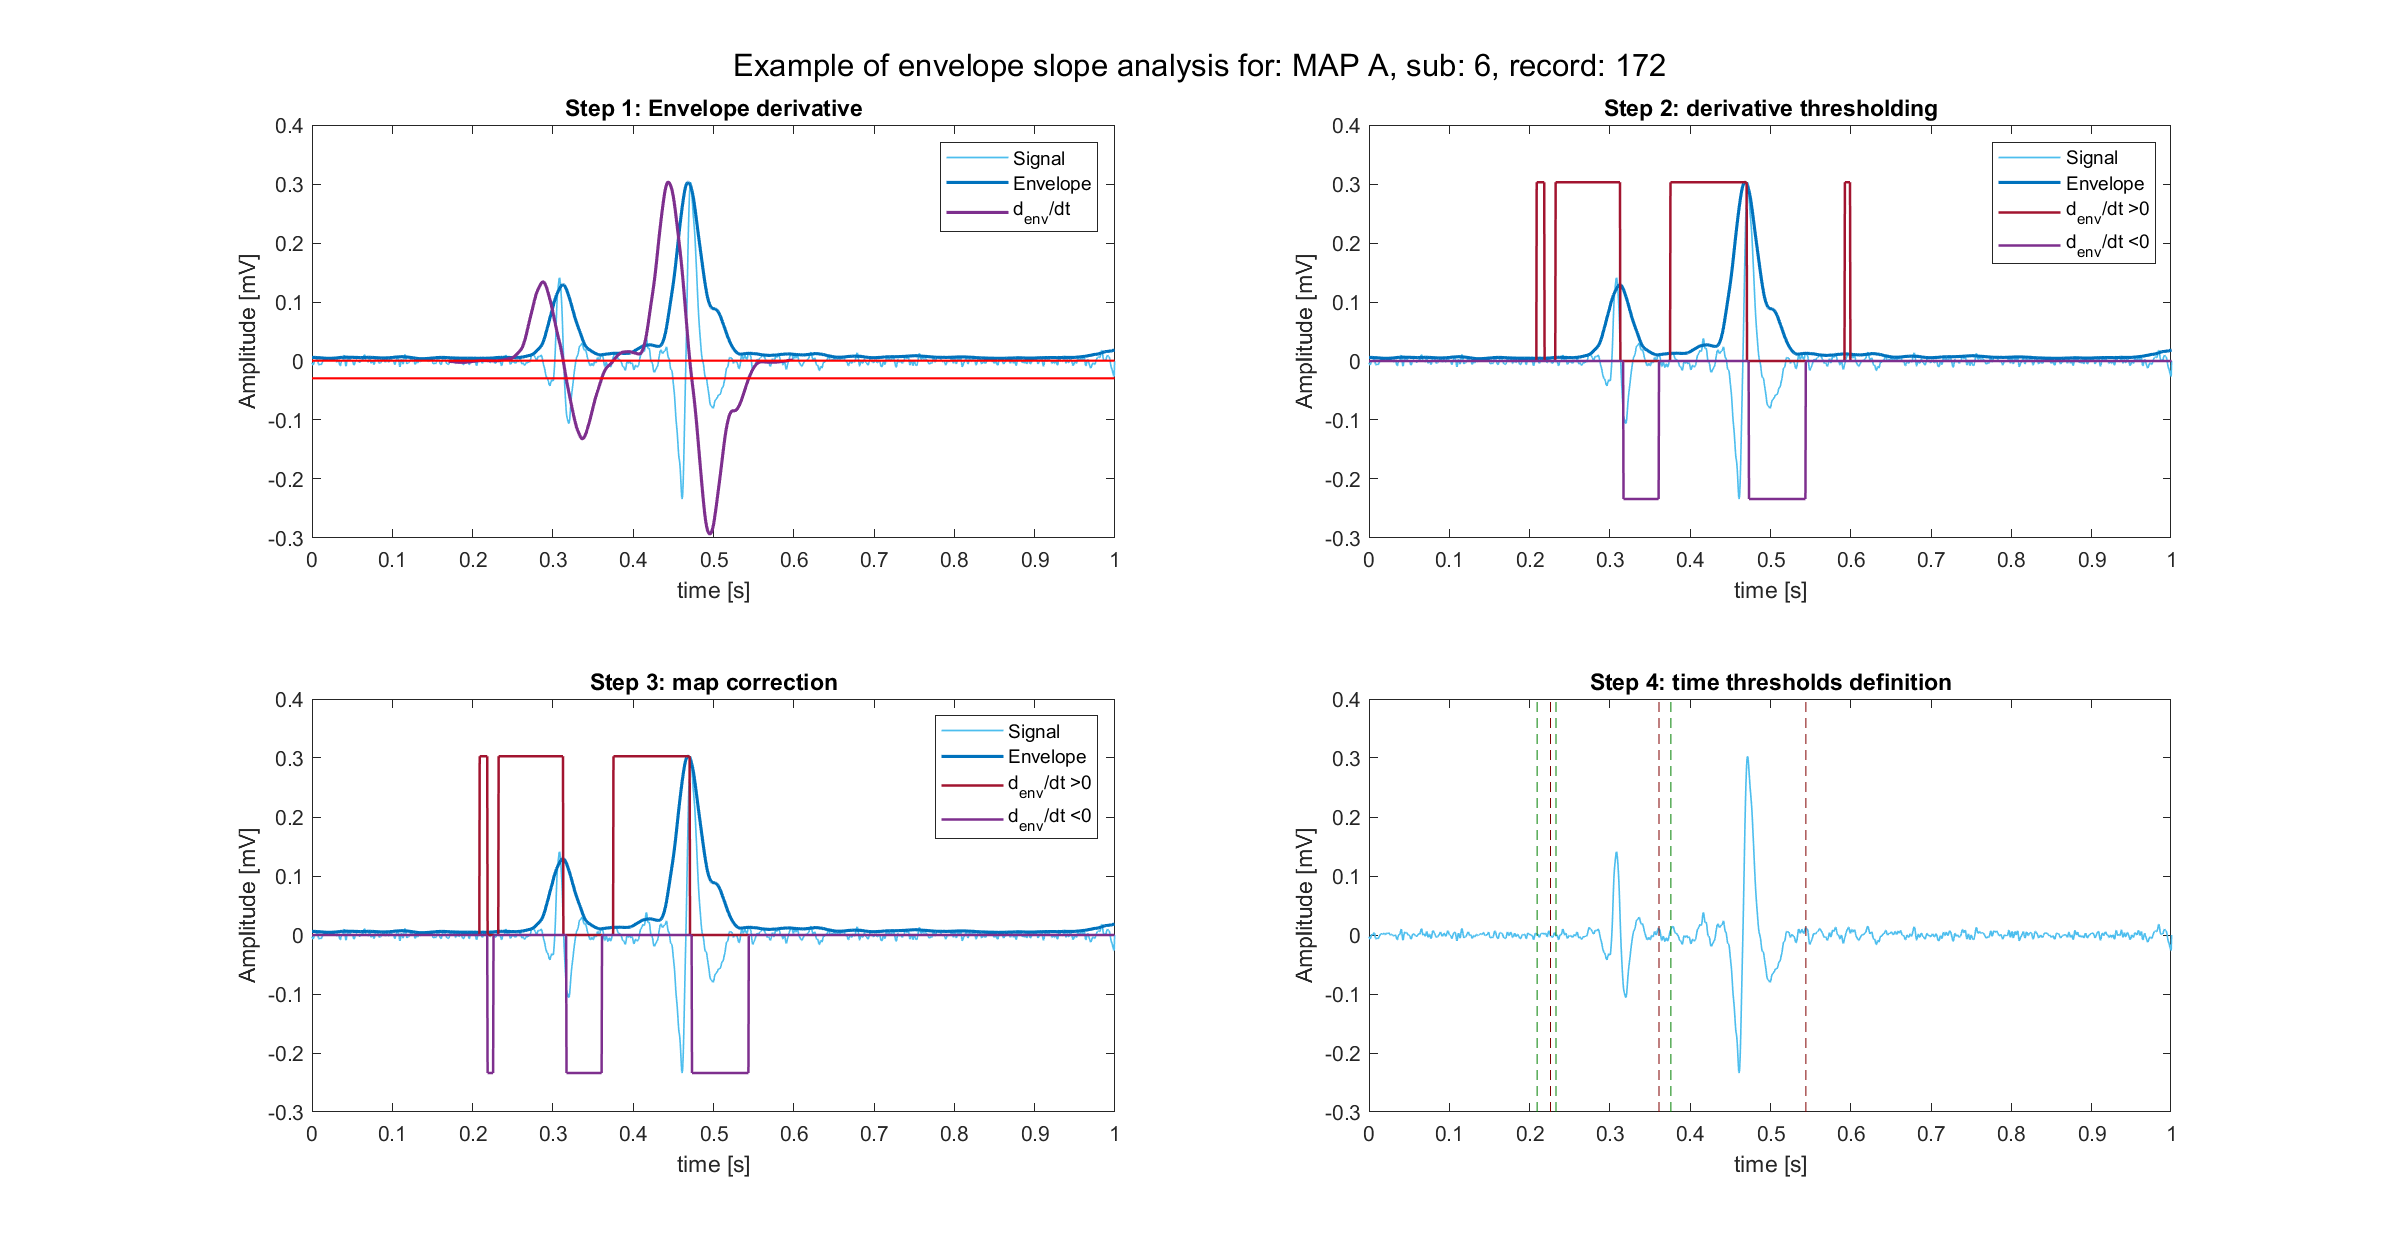 Example of envelope slope analysis for: MAP A, sub: 6, record: 172
Step 1: Envelope derivative
0.4
0.3
0.2
0.1
0
-0.1
-0.2
-0.3
Amplitude [mV]
0 0.1 0.2 0.3 0.4 0.5 0.6 0.7 0.8 0.9 1
time [s]
Signal
Envelope
d_env/dt
Step 2: derivative thresholding
0.4
0.3
0.2
0.1
0
-0.1
-0.2
-0.3
Amplitude [mV]
0 0.1 0.2 0.3 0.4 0.5 0.6 0.7 0.8 0.9 1
time [s]
Signal
Envelope
d_env/dt >0
d_env/dt <0
Step 3: map correction
0.4
0.3
0.2
0.1
0
-0.1
-0.2
-0.3
Amplitude [mV]
0 0.1 0.2 0.3 0.4 0.5 0.6 0.7 0.8 0.9 1
time [s]
Signal
Envelope
d_env/dt >0
d_env/dt <0
Step 4: time thresholds definition
0.4
0.3
0.2
0.1
0
-0.1
-0.2
-0.3
Amplitude [mV]
0 0.1 0.2 0.3 0.4 0.5 0.6 0.7 0.8 0.9 1
time [s]